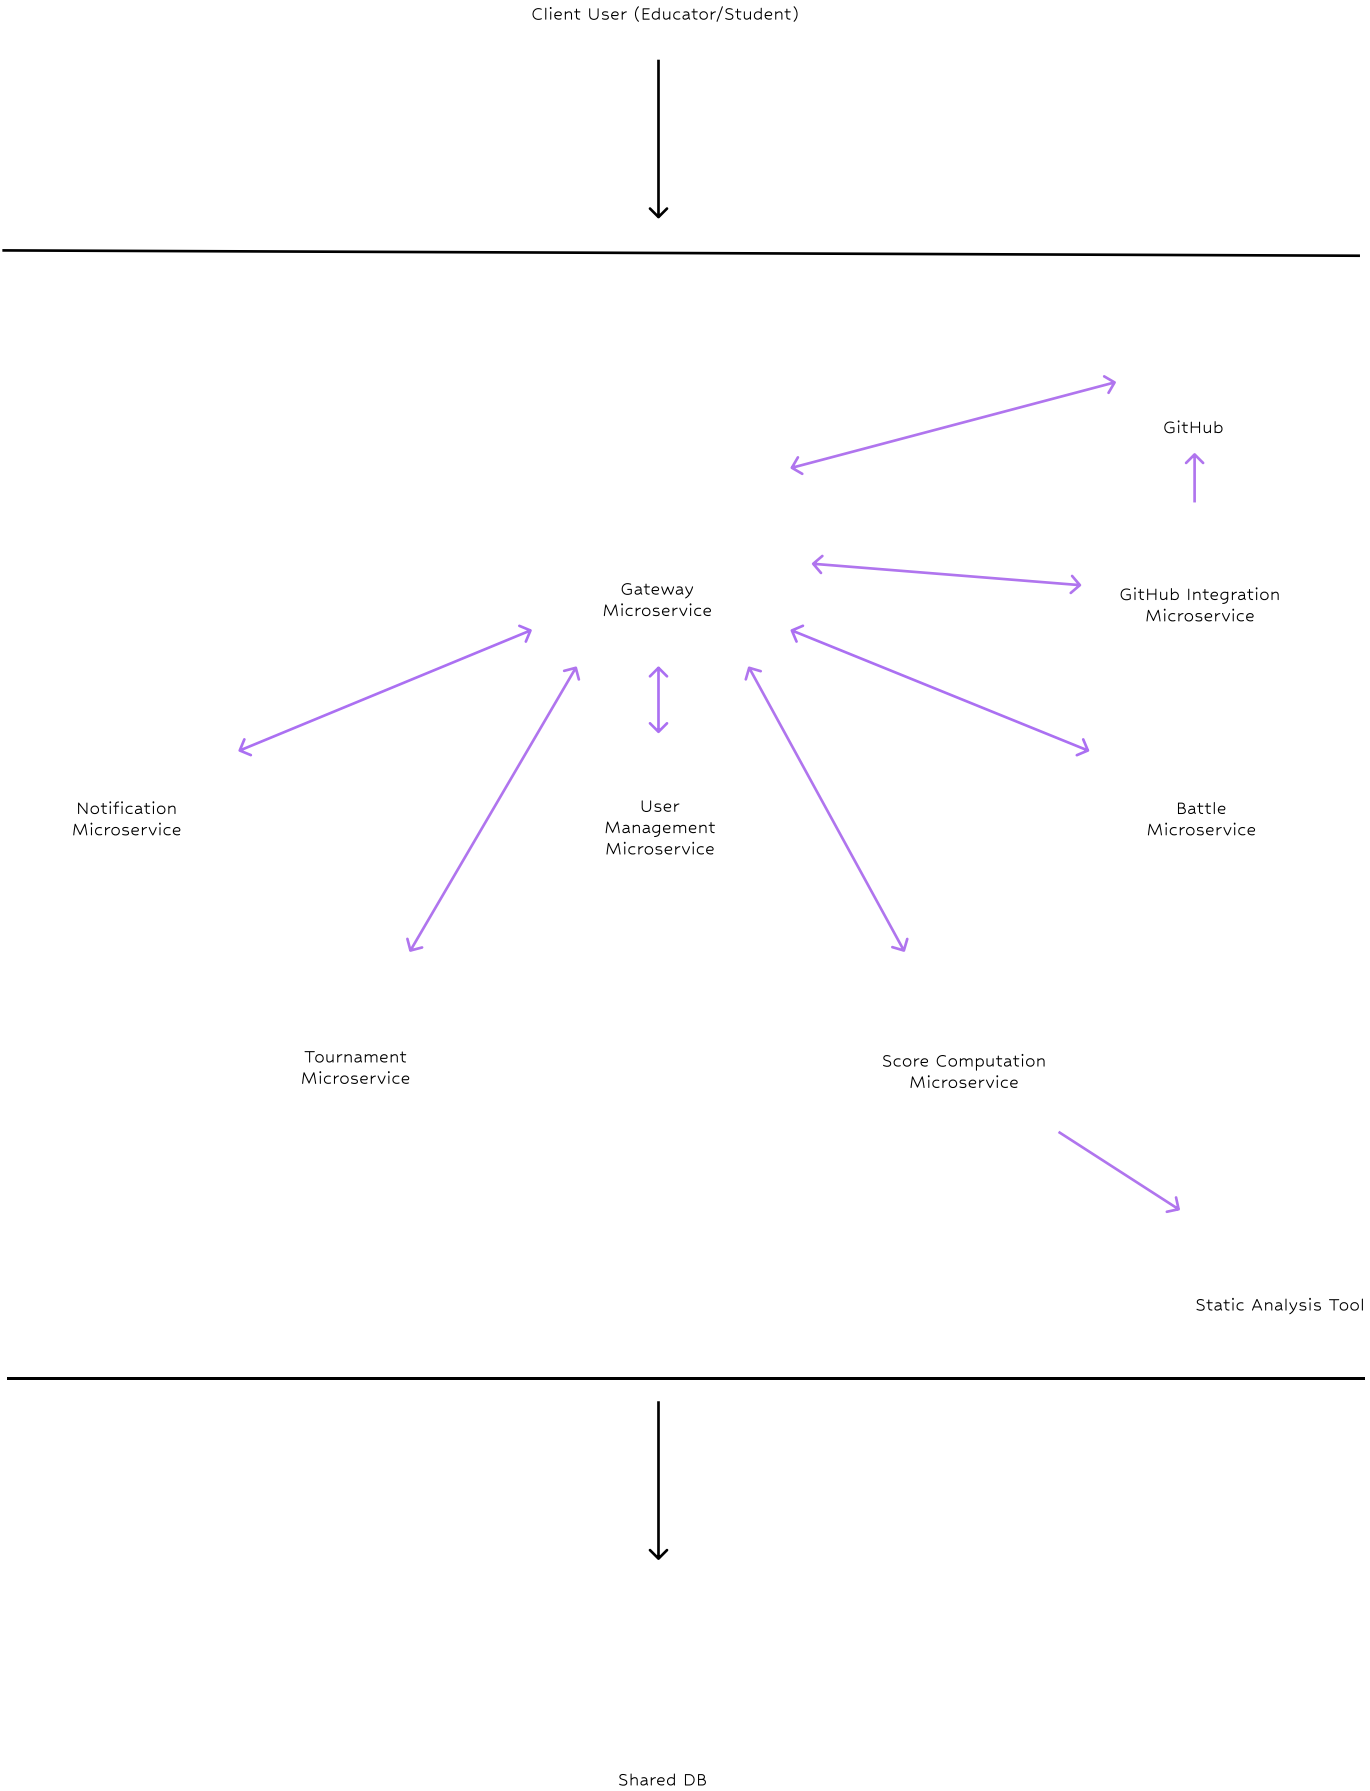 Client User (Educator/Student)
GitHub
Gateway
Microservice
GitHub Integration
Microservice
Notification
Microservice
User
Management
Microservice
Battle
Microservice
Tournament
Microservice
Score Computation
Microservice
Static Analysis Tool
Shared DB